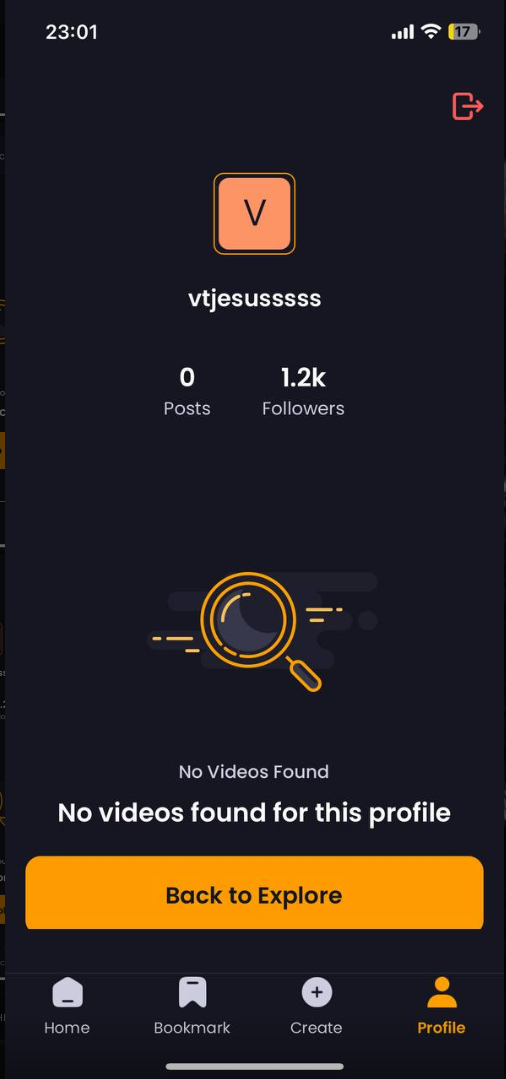 23:01
17
V
vtjesusssss
0
1.2k
Posts
Followers
No Videos Found
No videos found for this profile
Back to Explore
Home
Bookmark
Create
Profile